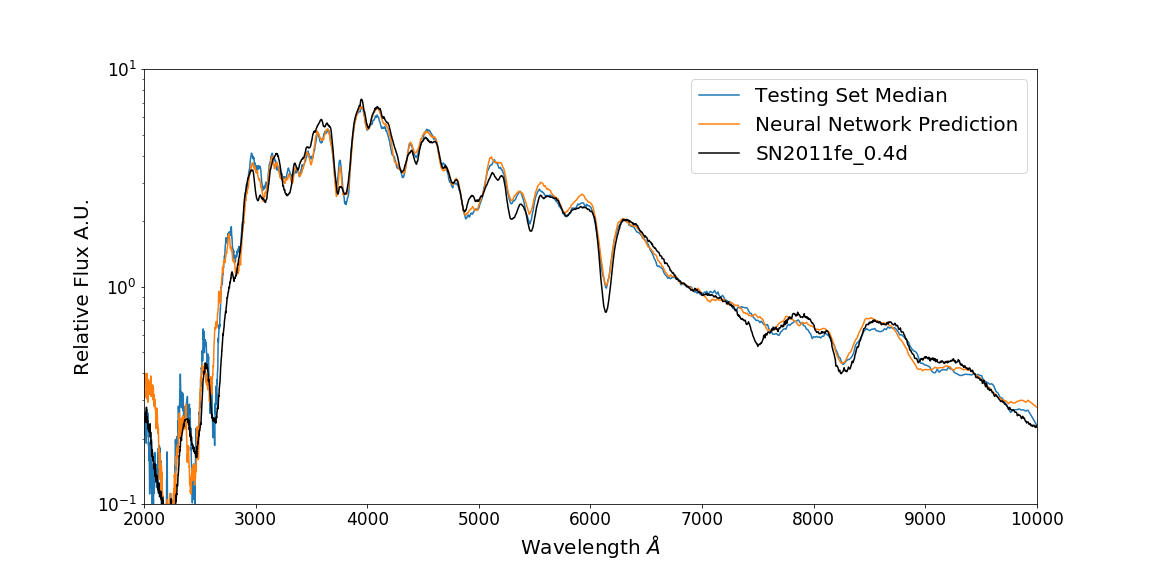 10¹
10⁰
10⁻¹
Relative Flux A.U.
Testing Set Median
Neural Network Prediction
SN2011fe_0.4d
2000 3000 4000 5000 6000 7000 8000 9000 10000
Wavelength Å